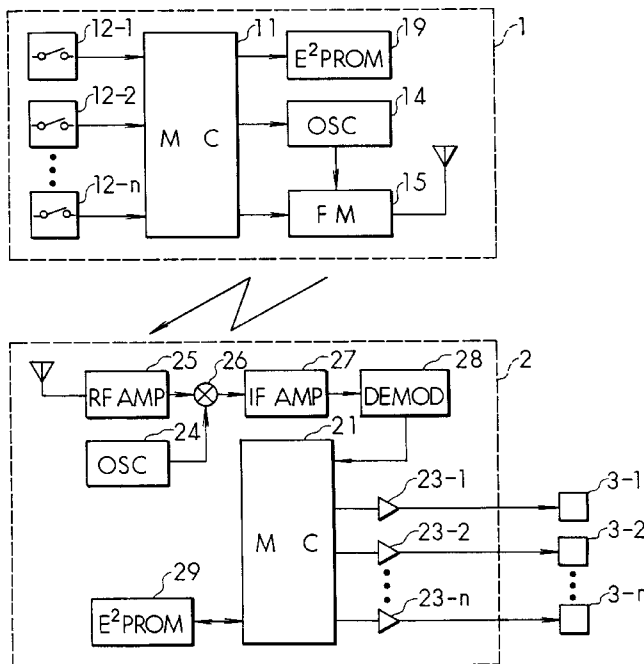 12-1
11
19
1
E²PROM
12-2
14
OSC
M C
12-n
15
FM
25
26
27
28
2
RF AMP
IF AMP
DEMOD
24
21
OSC
23-1
3-1
M C
23-2
3-2
29
23-n
3-n
E²PROM